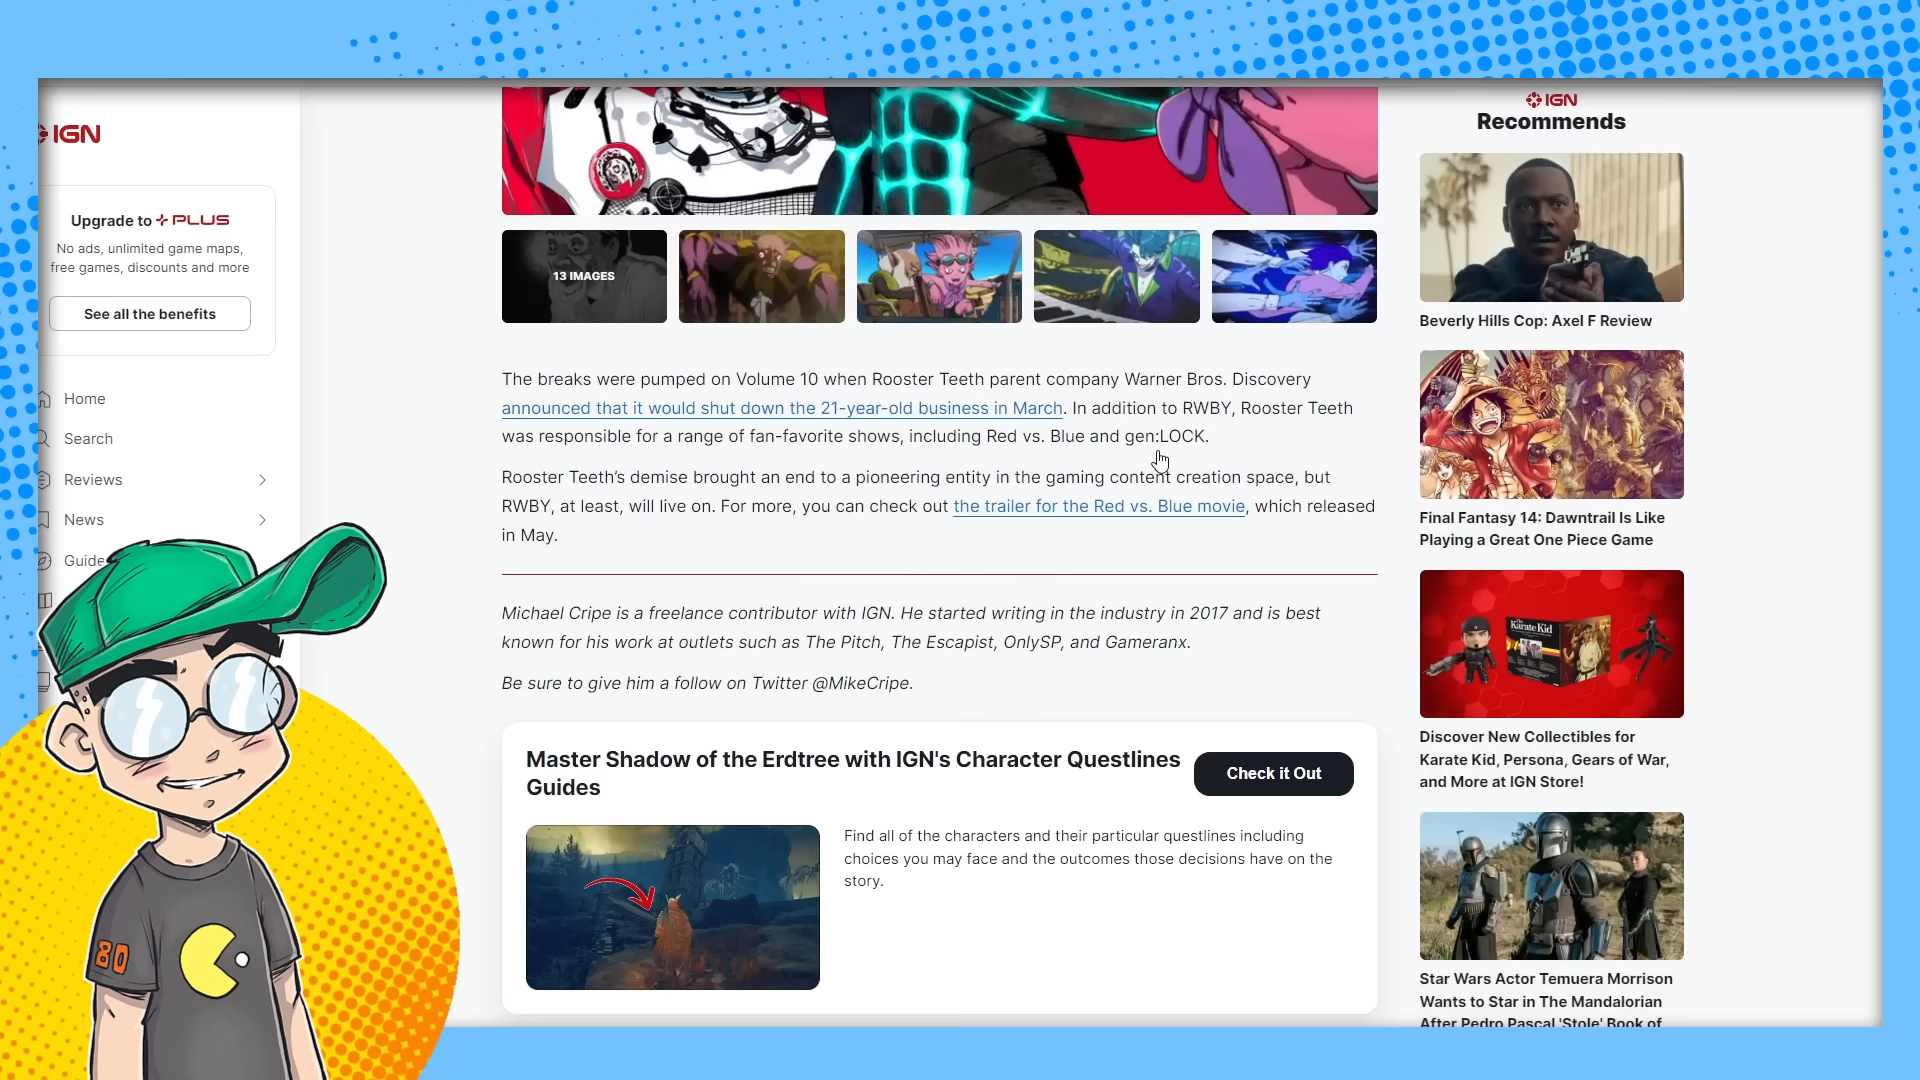 IGN
Upgrade to PLUS
No ads, unlimited game maps,
free games, discounts and more
See all the benefits
Home
Search
Reviews
News
Guide
80
13 IMAGES
The breaks were pumped on Volume 10 when Rooster Teeth parent company Warner Bros. Discovery
announced that it would shut down the 21-year-old business in March. In addition to RWBY, Rooster Teeth
was responsible for a range of fan-favorite shows, including Red vs. Blue and gen:LOCK.
Rooster Teeth’s demise brought an end to a pioneering entity in the gaming content creation space, but
RWBY, at least, will live on. For more, you can check out the trailer for the Red vs. Blue movie, which released
in May.
Michael Cripe is a freelance contributor with IGN. He started writing in the industry in 2017 and is best
known for his work at outlets such as The Pitch, The Escapist, OnlySP, and Gameranx.
Be sure to give him a follow on Twitter @MikeCripe.
Master Shadow of the Erdtree with IGN's Character Questlines
Guides
Check it Out
Find all of the characters and their particular questlines including
choices you may face and the outcomes those decisions have on the
story.
IGN
Recommends
Beverly Hills Cop: Axel F Review
Final Fantasy 14: Dawntrail Is Like
Playing a Great One Piece Game
The
Karate Kid
Discover New Collectibles for
Karate Kid, Persona, Gears of War,
and More at IGN Store!
Star Wars Actor Temuera Morrison
Wants to Star in The Mandalorian
After Pedro Pascal 'Stole' Book of